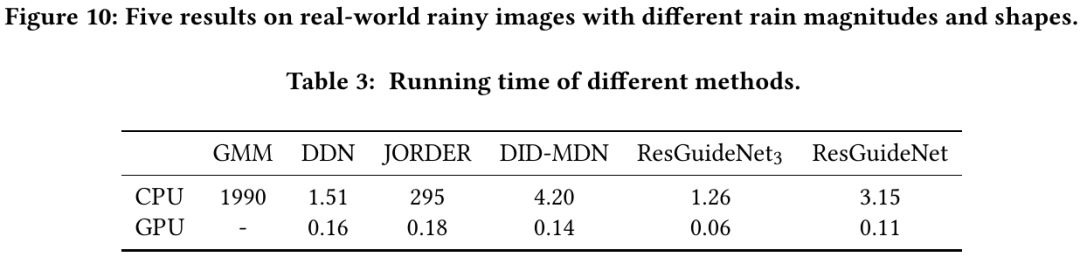 Figure 10: Five results on real-world rainy images with different rain magnitudes and shapes.
Table 3: Running time of different methods.
GMM DDN JORDER DID-MDN ResGuideNet₃ ResGuideNet
CPU 1990 1.51 295 4.20 1.26 3.15
GPU - 0.16 0.18 0.14 0.06 0.11